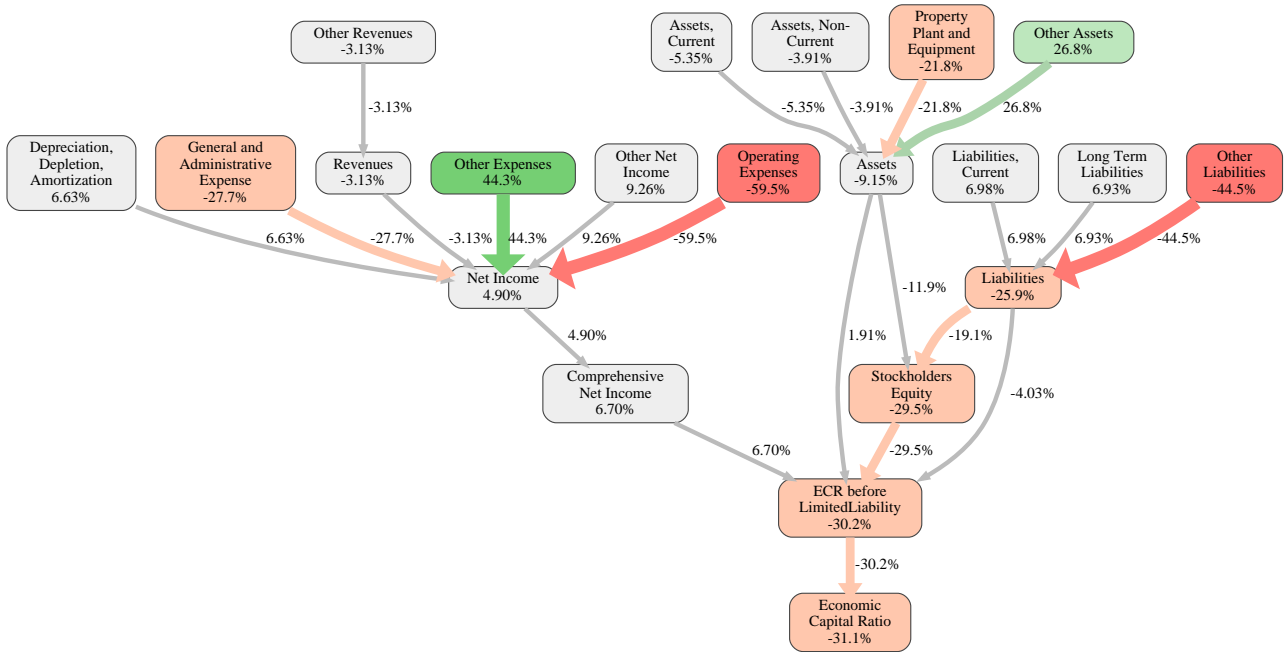 Other Revenues
-3.13%
Assets,
Current
-5.35%
Assets, Non-
Current
-3.91%
Property
Plant and
Equipment
-21.8%
Other Assets
26.8%
-3.13%
-5.35%
-3.91%
-21.8%
26.8%
Depreciation,
Depletion,
Amortization
6.63%
General and
Administrative
Expense
-27.7%
Revenues
-3.13%
Other Expenses
44.3%
Other Net
Income
9.26%
Operating
Expenses
-59.5%
Assets
-9.15%
Liabilities,
Current
6.98%
Long Term
Liabilities
6.93%
Other
Liabilities
-44.5%
6.63%
-27.7%
-3.13%
44.3%
9.26%
-59.5%
6.98%
6.93%
-44.5%
Net Income
4.90%
Liabilities
-25.9%
-11.9%
4.90%
1.91%
-19.1%
Comprehensive
Net Income
6.70%
Stockholders
Equity
-29.5%
-4.03%
6.70%
-29.5%
ECR before
LimitedLiability
-30.2%
-30.2%
Economic
Capital Ratio
-31.1%